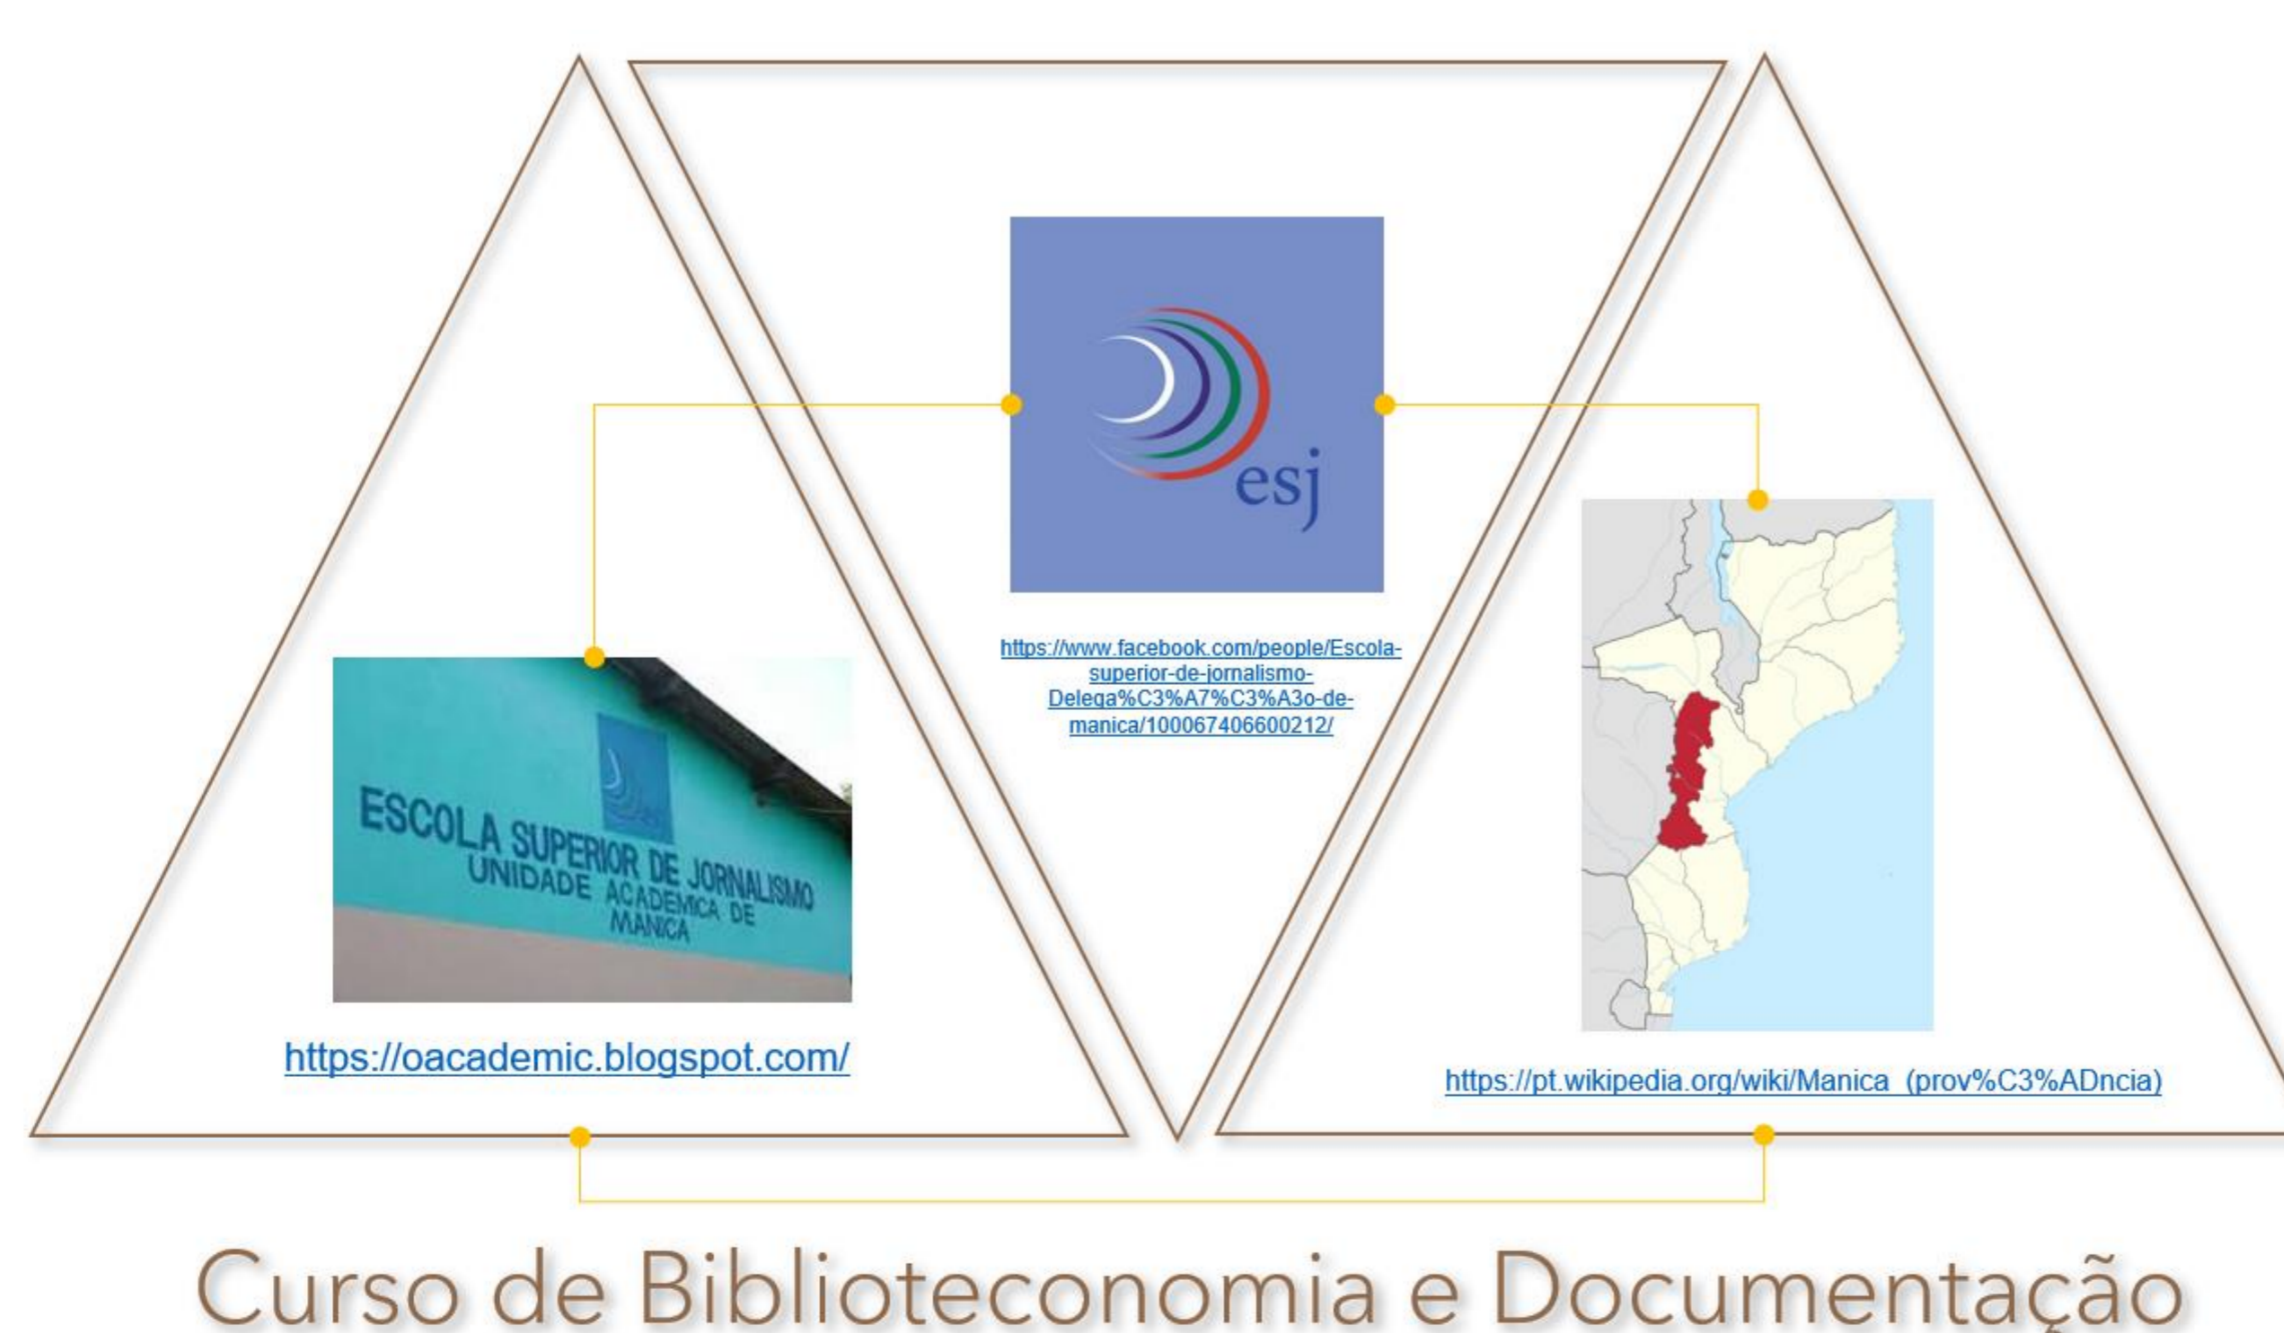 esj
https://www.facebook.com/people/Escola-
superior-de-jornalismo-
Delega%C3%A7%C3%A3o-de-
manica/100067406600212/
ESCOLA SUPERIOR DE JORNALISMO
UNIDADE ACADEMICA DE
MANICA
https://oacademic.blogspot.com/
https://pt.wikipedia.org/wiki/Manica_(prov%C3%ADncia)
Curso de Biblioteconomia e Documentação